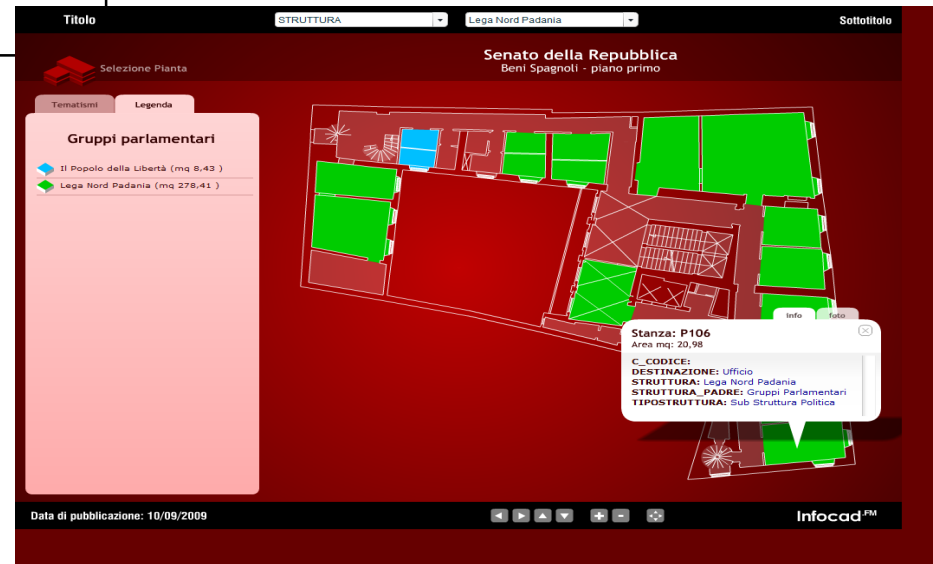 Titolo
STRUTTURA
Lega Nord Padania
Sottotitolo
Selezione Pianta
Senato della Repubblica
Beni Spagnoli - piano primo
Tematismi
Legenda
Gruppi parlamentari
Il Popolo della Libertà (mq 8,43 )
Lega Nord Padania (mq 278,41 )
info
foto
Stanza: P106
Area mq: 20,98
C_CODICE:
DESTINAZIONE: Ufficio
STRUTTURA: Lega Nord Padania
STRUTTURA_PADRE: Gruppi Parlamentari
TIPOSTRUTTURA: Sub Struttura Politica
Data di pubblicazione: 10/09/2009
Infocad.FM